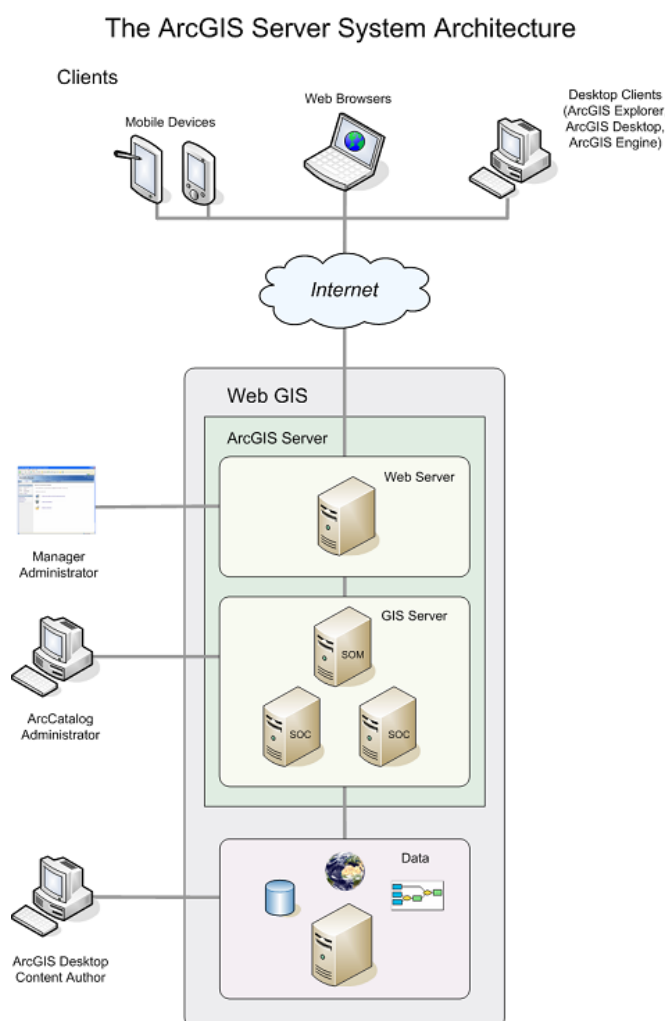 The ArcGIS Server System Architecture
Clients
Mobile Devices
Web Browsers
Desktop Clients
(ArcGIS Explorer
ArcGIS Desktop,
ArcGIS Engine)
Internet
Web GIS
ArcGIS Server
Web Server
Manager
Administrator
GIS Server
SOM
SOC
SOC
ArcCatalog
Administrator
Data
ArcGIS Desktop
Content Author